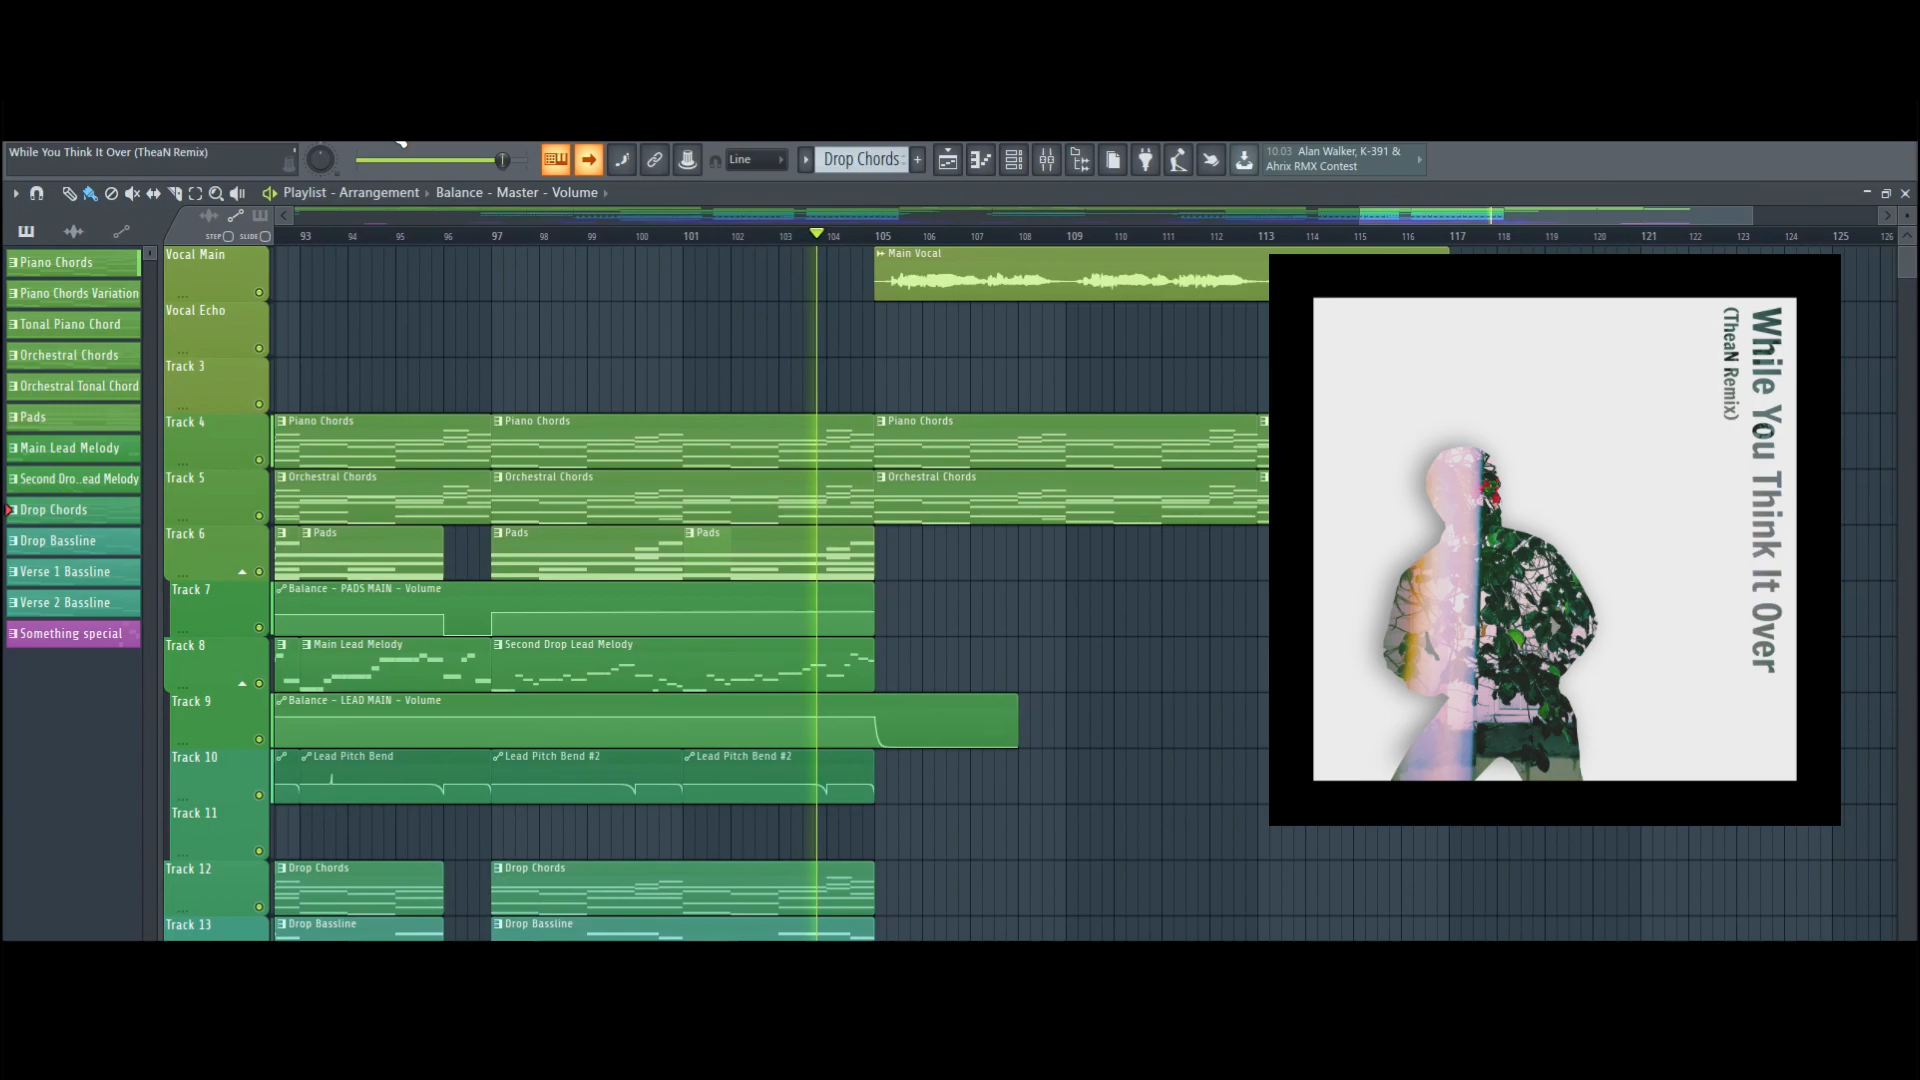 While You Think It Over (TheaN Remix)
Line
Drop Chords
+
10:03 Alan Walker, K-391 &
Ahrix RMX Contest
Playlist - Arrangement › Balance - Master - Volume ›
STEP SLIDE
93 94 95 96 97 98 99 100 101 102 103 104 105 106 107 108 109 110 111 112 113 114 115 116 117 118 119 120 121 122 123 124 125 126
Piano Chords
Piano Chords Variation
Tonal Piano Chord
Orchestral Chords
Orchestral Tonal Chord
Pads
Main Lead Melody
Second Dro..ead Melody
Drop Chords
Drop Bassline
Verse 1 Bassline
Verse 2 Bassline
Something special
Vocal Main
Main Vocal
Vocal Echo
Track 3
Track 4
Piano Chords Piano Chords Piano Chords
Track 5
Orchestral Chords Orchestral Chords Orchestral Chords
Track 6
Pads Pads Pads
Track 7
Balance - PADS MAIN - Volume
Track 8
Main Lead Melody Second Drop Lead Melody
Track 9
Balance - LEAD MAIN - Volume
Track 10
Lead Pitch Bend Lead Pitch Bend #2 Lead Pitch Bend #2
Track 11
Track 12
Drop Chords Drop Chords
Track 13
Drop Bassline Drop Bassline
While You Think It Over
(TheaN Remix)